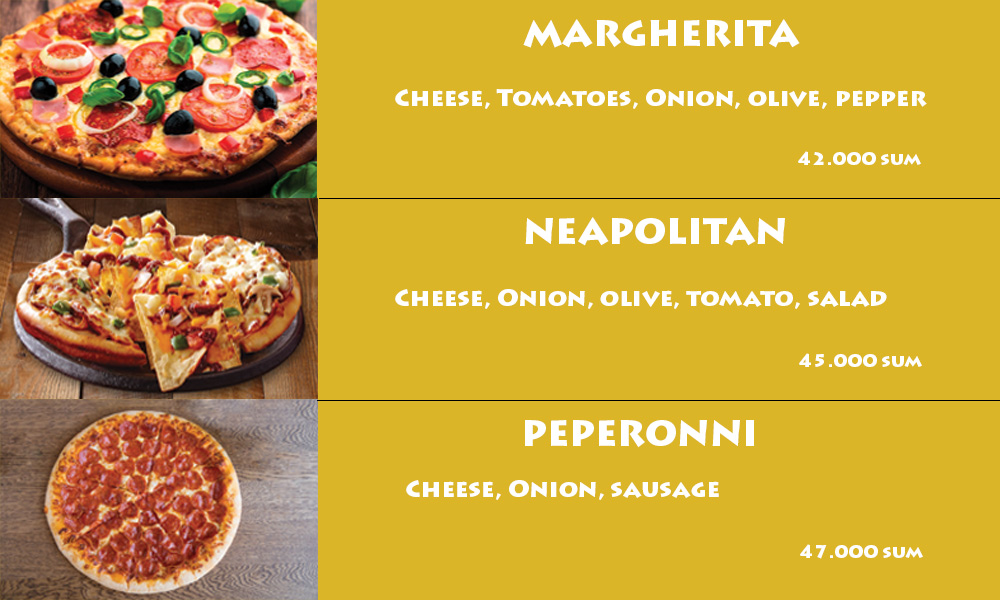 MARGHERITA
Cheese, Tomatoes, Onion, olive, pepper
42.000 sum
NEAPOLITAN
Cheese, Onion, olive, tomato, salad
45.000 sum
PEPERONNI
Cheese, Onion, sausage
47.000 sum